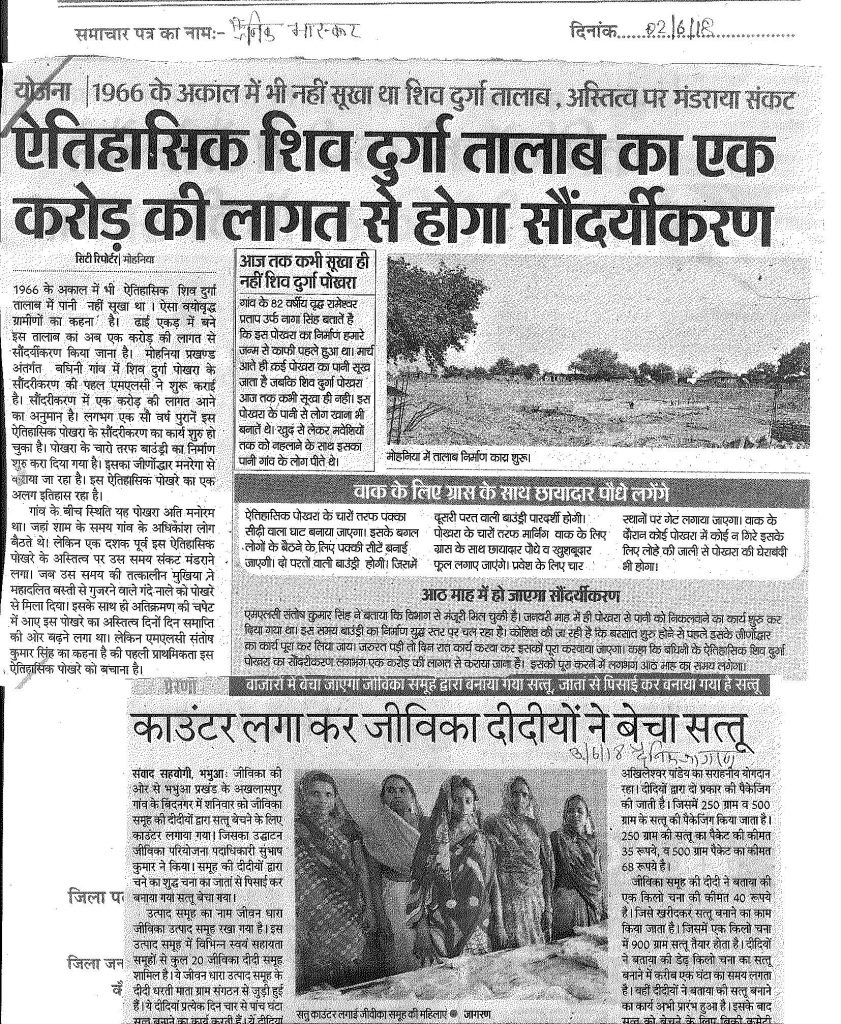 समाचार पत्र का नामः- दैनिक भास्कर
दिनांक......02/6/18................
योजना | 1966 के अकाल में भी नहीं सूखा था शिव दुर्गा तालाब, अस्तित्व पर मंडराया संकट
ऐतिहासिक शिव दुर्गा तालाब का एक
करोड़ की लागत से होगा सौंदर्यीकरण
सिटी रिपोर्टर| मोहनिया
1966 के अकाल में भी ऐतिहासिक शिव दुर्गा
तालाब में पानी नहीं सूखा था । ऐसा वयोवृद्ध
ग्रामीणों का कहना है। ढाई एकड़ में बने
इस तालाब का अब एक करोड़ की लागत से
सौंदर्यीकरण किया जाना है। मोहनिया प्रखण्ड
अंतर्गत बधिनी गांव में शिव दुर्गा पोखरा के
सौंदरीकरण की पहल एमएलसी ने शुरू कराई
है। सौंदरीकरण में एक करोड़ की लागत आने
का अनुमान है। लगभग एक सौ वर्ष पुरानें इस
ऐतिहासिक पोखरा के सौंदरीकरण का कार्य शुरु हो
चुका है। पोखरा के चारो तरफ बाउंड्री का निर्माण
शुरु करा दिया गया है। इसका जीर्णोद्धार मनरेगा से
कराया जा रहा है। इस ऐतिहासिक पोखरे का एक
अलग इतिहास रहा है।
गांव के बीच स्थिति यह पोखरा अति मनोरम
था। जहां शाम के समय गांव के अधिकांश लोग
बैठते थे। लेकिन एक दशक पूर्व इस ऐतिहासिक
पोखरे के अस्तित्व पर उस समय संकट मंडराने
लगा। जब उस समय की तत्कालीन मुखिया ने
महादलित बस्ती से गुजरने वाले गंदे नाले को पोखरे
से मिला दिया। इसके साथ ही अतिक्रमण की चपेट
में आए इस पोखरा का अस्तित्व दिनों दिन समाप्ति
की ओर बढ़ने लगा था। लेकिन एमएलसी संतोष
कुमार सिंह का कहना है की पहली प्राथमिकता इस
ऐतिहासिक पोखरे को बचाना है।
आज तक कभी सूखा ही
नहीं शिव दुर्गा पोखरा
गांव के 82 वर्षीय वृद्ध रामेश्वर
प्रताप उर्फ नागा सिंह बतातें है
कि इस पोखरा का निर्माण हमारे
जन्म से काफी पहले हुआ था। मार्च
आते ही कई पोखरा का पानी सूख
जाता है जबकि शिव दुर्गा पोखरा
आज तक कभी सूखा ही नही। इस
पोखरा के पानी से लोग खाना भी
बनातें थे। खुद से लेकर मवेशियों
तक को नहलाने के साथ इसका
पानी गांव के लोग पीते थे।
मोहनिया में तालाब निर्माण काय शुरू।
वाक के लिए ग्रास के साथ छायादार पौधे लगेंगे
ऐतिहासिक पोखरा के चारों तरफ पक्का
सीढ़ी वाला घाट बनाया जाएगा। इसके बगल
लोगों के बैठने के लिए पक्की सीटें बनाई
जाएगी। दो परतों वाली बाउंड्री होगी। जिसमें
दूसरी परत वाली बाउंड्री पारदर्शी होगी।
पोखरा के चारों तरफ मार्निग वाक के लिए
ग्रास के साथ छायादार पौधे व खुशबूदार
फूल लगाए जाएंगे। प्रवेश के लिए चार
स्थानों पर गेट लगाया जाएगा। वाक के
दौरान कोई पोखरा में कोई न गिरे इसके
लिए लोहे की जाली से पोखरा की घेराबंदी
भी होगा।
आठ माह में हो जाएगा सौंदर्यीकरण
एमएलसी संतोष कुमार सिंह ने बताया कि विभाग से मंजूरी मिल चुकी है। जनवरी माह में ही पोखरा से पानी को निकलवाने का कार्य शुरु कर
दिया गया था। इस समय बाउंड्री का निर्माण युद्ध स्तर पर चल रहा है। कोशिश की जा रही है कि बरसात शुरु होने से पहले इसके जीर्णोद्धार
का कार्य पूरा कर लिया जाय। जरुरत पड़ी तो दिन रात कार्य करवा कर इसको पूरा करवाया जाएगा। कहा कि बधिनी के ऐतिहासिक शिव दुर्गा
पोखरा का सौंदरीकरण लगभग एक करोड़ की लागत से कराया जाना है। इसको पूरा करने में लगभग आठ माह का समय लगेगा।
प्रेरणा
बाजारों में बेचा जाएगा जीविका समूह द्वारा बनाया गया सत्तू, जाता से पिसाई कर बनाया गया है सत्तू
काउंटर लगा कर जीविका दीदीयों ने बेचा सत्तू
3/6/18 दैनिक जागरण
संवाद सहयोगी, भभुआः जीविका की
ओर से भभुआ प्रखंड के अखलासपुर
गांव के बिदनगर में शनिवार को जीविका
समूह की दीदीयों द्वारा सत्तू बेचने के लिए
काउंटर लगाया गया। जिसका उद्घाटन
जीविका परियोजना पदाधिकारी सुभाष
कुमार ने किया। समूह की दीदीयों द्वारा
चने का शुद्ध चना का जांता से पिसाई कर
बनाया गया सत्तू बेचा गया।
उत्पाद समूह का नाम जीवन धारा
जीविका उत्पाद समूह रखा गया है। इस
उत्पाद समूह में विभिन्न स्वयं सहायता
समूहों से कुल 20 जीविका दीदी समूह
शामिल है। ये जीवन धारा उत्पाद समूह के
दीदी धरती माता ग्राम संगठन से जुड़ी हुई
हैं। ये दीदियां प्रत्येक दिन चार से पांच घंटा
सत्तू बनाने का कार्य करती हैं। ये दीदियां
सत्तू काउंटर लगाई जीवीका समूह की महिलाएं ● जागरण
अखिलेश्वर पांडेय का सराहनीय योगदान
रहा। दीदियों द्वारा दो प्रकार की पैकेजिंग
की जाती है। जिसमें 250 ग्राम व 500
ग्राम के सत्तू की पैकेजिंग किया जाता है।
250 ग्राम की सत्तू का पैकेट की कीमत
35 रूपये, व 500 ग्राम पैकेट का कीमत
68 रूपये है।
जीविका समूह की दीदी ने बताया की
एक किलो चना की कीमत 40 रूपये
है। जिसे खरीदकर सत्तू बनाने का काम
किया जाता है। जिसमें एक किलो चना
में 900 ग्राम सत्तू तैयार होता है। दीदियों
ने बताया की डेढ़ किलो चना का सत्तू
बनाने में करीब एक घंटा का समय लगता
है। वहीं दीदीयों ने बताया की सत्तू बनाने
का कार्य अभी प्रारंभ हुआ है। इसके बाद
सत्तू को बेचने के लिए बिक्री कमेटी
जिला प
जिला जन